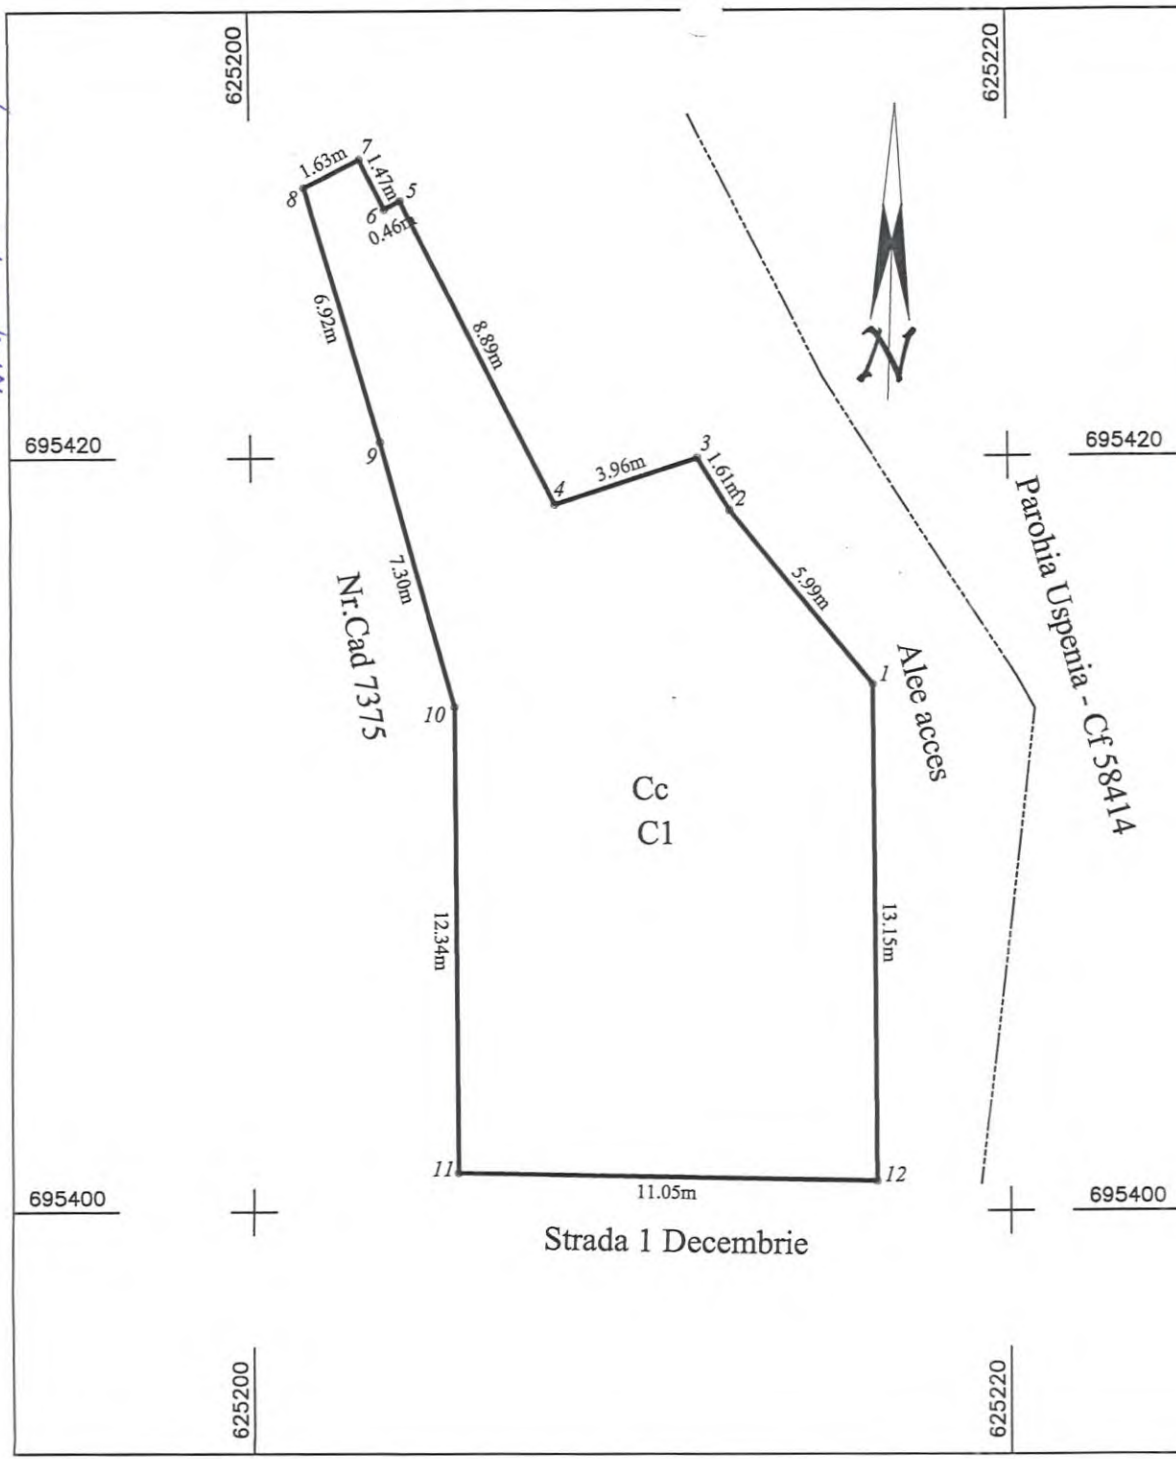 625200
625220
7
1.63m
1.47m
8
5
6
0.46m
6.92m
8.89m
N
695420
695420
3
1.61m
2
3.96m
4
9
Parohia Uspenia - Cf 58414
7.30m
5.99m
Nr.Cad 7375
Alee acces
1
10
Cc
C1
12.34m
13.15m
11
12
11.05m
695400
695400
Strada 1 Decembrie
625200
625220